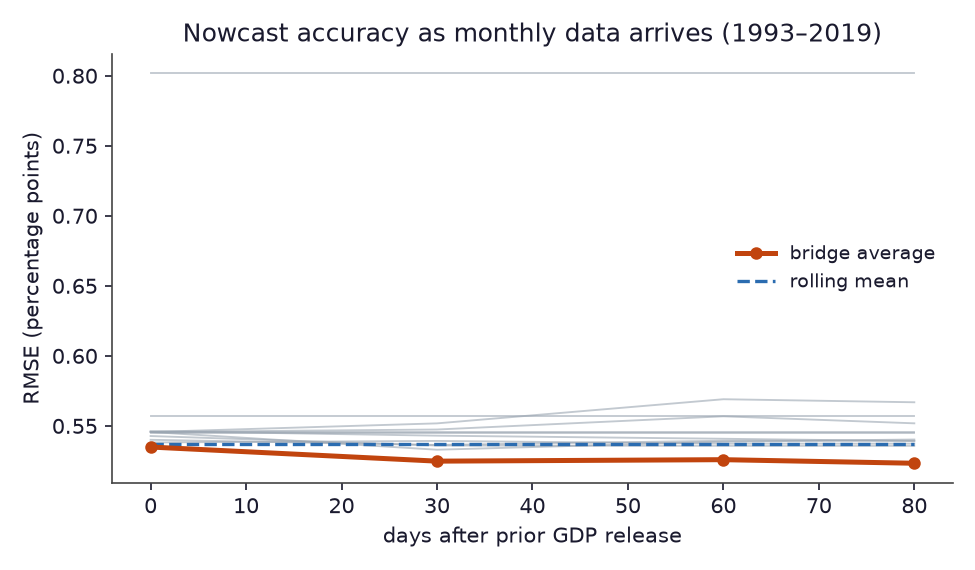 Nowcast accuracy as monthly data arrives (1993–2019)
RMSE (percentage points)
0.80
0.75
0.70
0.65
0.60
0.55
bridge average
rolling mean
0 10 20 30 40 50 60 70 80
days after prior GDP release